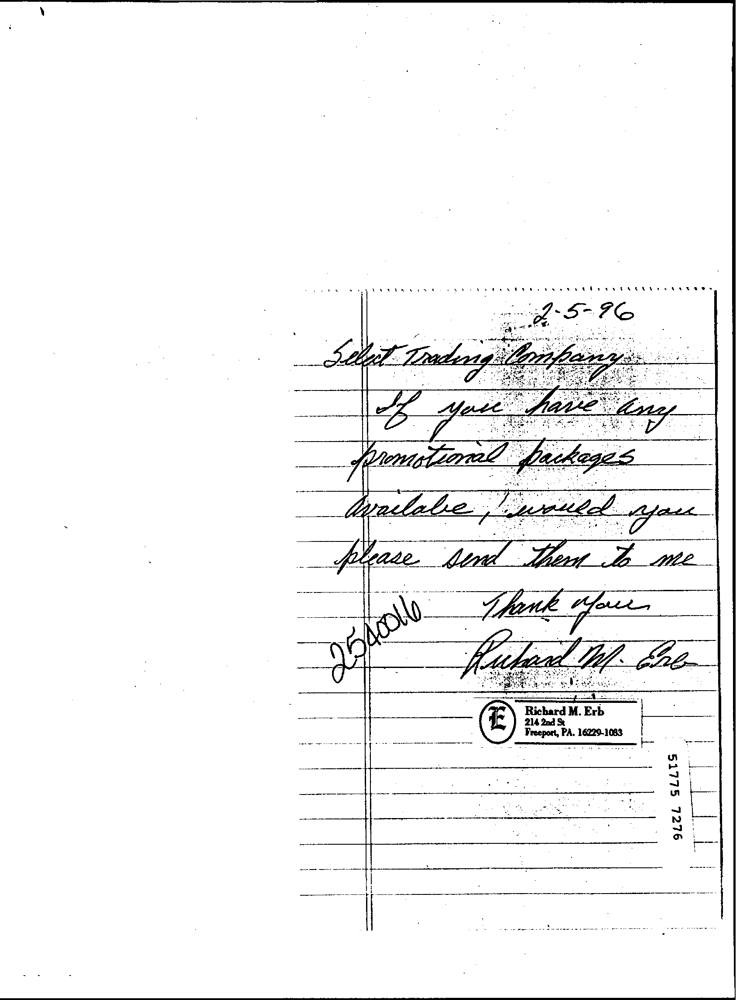 2-5-96
Select Trading Company
If you have any
promotional packages
availabe, would you
please send them to me
Thank you
2540016
Richard M. Erb
E
Richard M. Erb
214 2nd St
Freeport, PA. 16229-1083
51775 7276